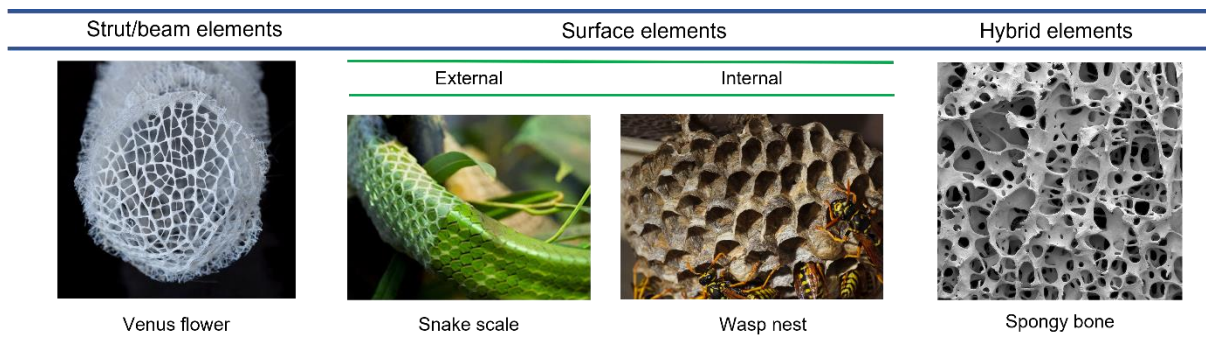 Strut/beam elements
Surface elements
Hybrid elements
External
Internal
Venus flower
Snake scale
Wasp nest
Spongy bone